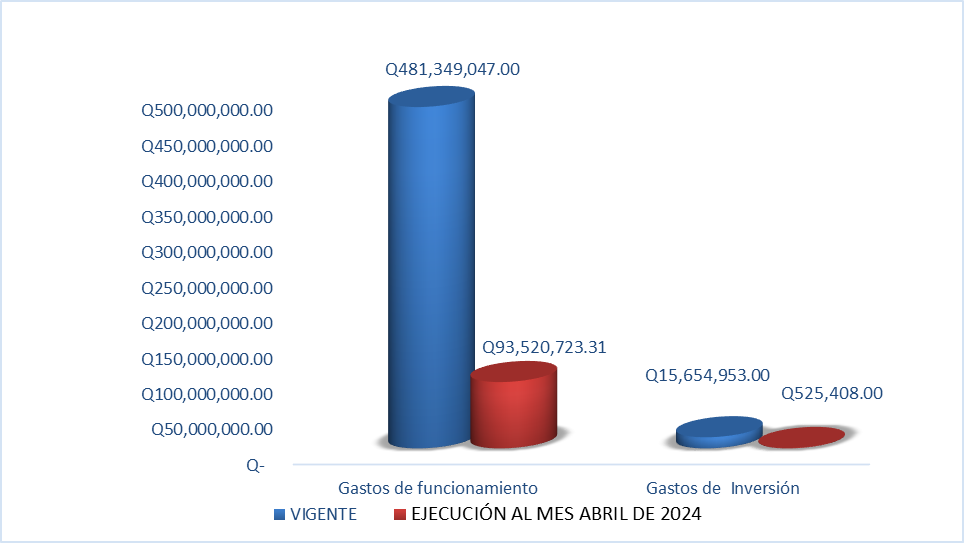 Q481,349,047.00
Q500,000,000.00
Q450,000,000.00
Q400,000,000.00
Q350,000,000.00
Q300,000,000.00
Q250,000,000.00
Q200,000,000.00
Q150,000,000.00
Q100,000,000.00
Q50,000,000.00
Q-
Q93,520,723.31
Q15,654,953.00
Q525,408.00
Gastos de funcionamiento
Gastos de Inversión
VIGENTE
EJECUCIÓN AL MES ABRIL DE 2024